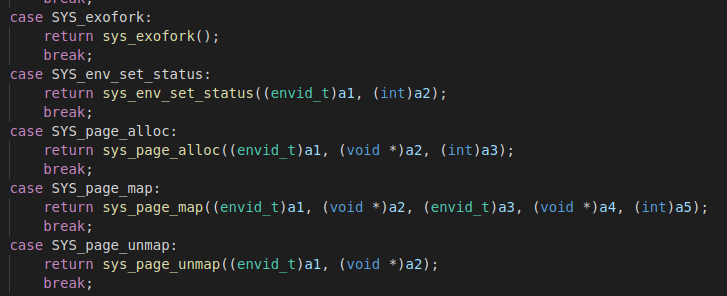 break;
case SYS_exofork:
return sys_exofork();
break;
case SYS_env_set_status:
return sys_env_set_status((envid_t)a1, (int)a2);
break;
case SYS_page_alloc:
return sys_page_alloc((envid_t)a1, (void *)a2, (int)a3);
break;
case SYS_page_map:
return sys_page_map((envid_t)a1, (void *)a2, (envid_t)a3, (void *)a4, (int)a5);
break;
case SYS_page_unmap:
return sys_page_unmap((envid_t)a1, (void *)a2);
break;